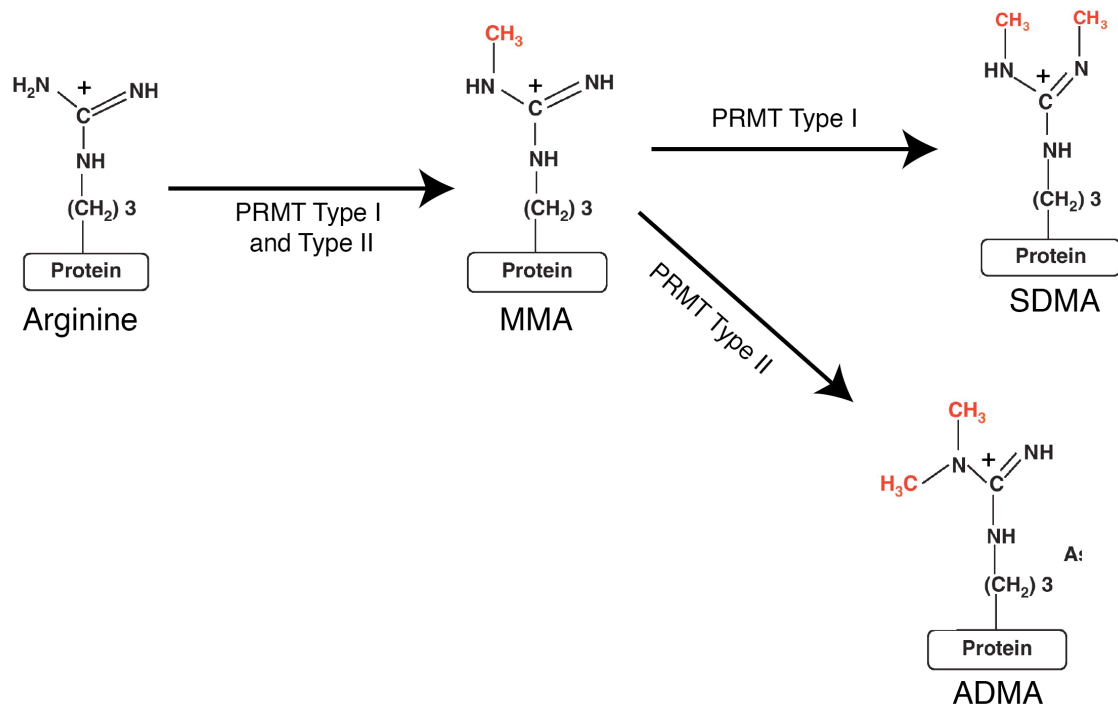 H₂N
+
C
NH
NH
(CH₂) 3
Protein
Arginine
PRMT Type I
and Type II
CH₃
HN
+
C
NH
NH
(CH₂) 3
Protein
MMA
PRMT Type I
PRMT Type II
CH₃
CH₃
HN
+
N
C
NH
(CH₂) 3
Protein
SDMA
CH₃
H₃C
N
+
NH
C
NH
(CH₂) 3
Protein
ADMA